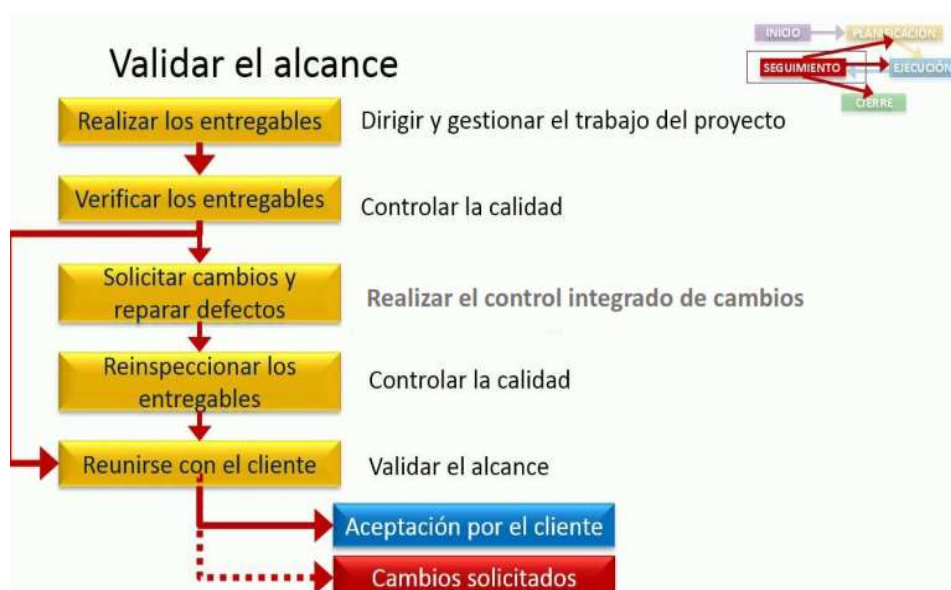 INICIO
PLANIFICACIÓN
Validar el alcance
SEGUIMIENTO
EJECUCIÓN
CIERRE
Realizar los entregables
Dirigir y gestionar el trabajo del proyecto
Verificar los entregables
Controlar la calidad
Solicitar cambios y
reparar defectos
Realizar el control integrado de cambios
Reinspeccionar los
entregables
Controlar la calidad
Reunirse con el cliente
Validar el alcance
Aceptación por el cliente
Cambios solicitados